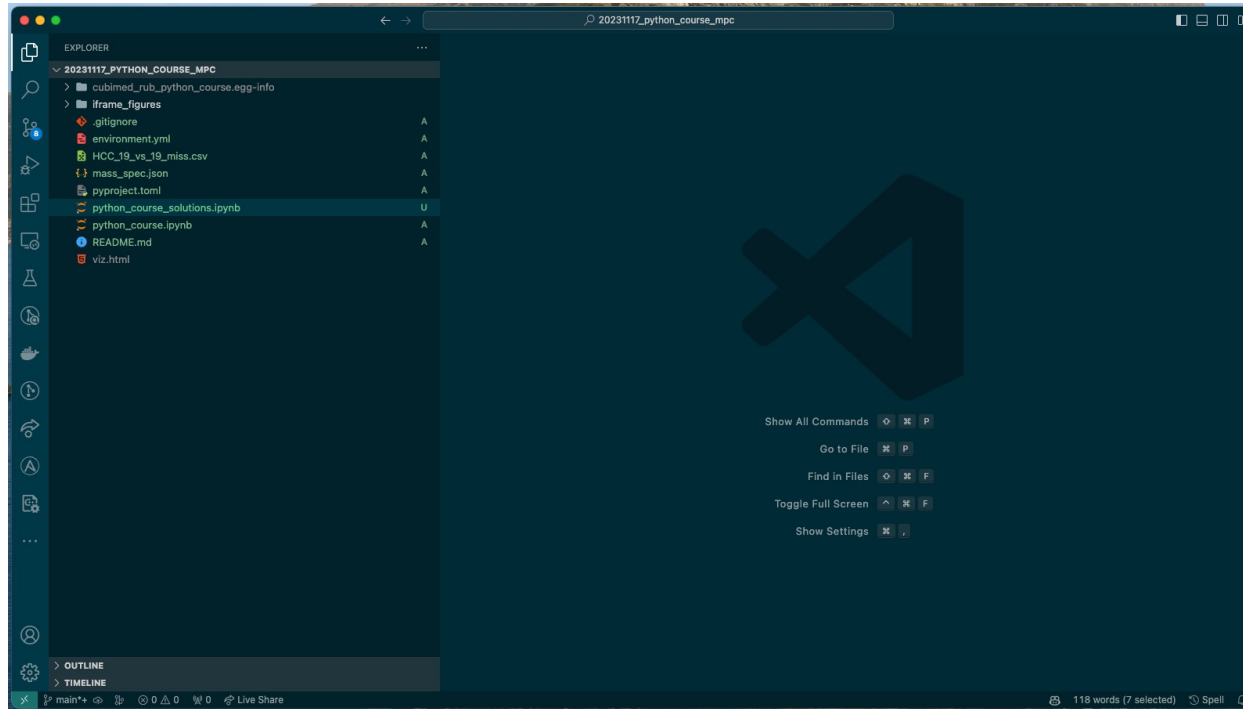 20231117_python_course_mpc
EXPLORER
20231117_PYTHON_COURSE_MPC
cubimed_rub_python_course.egg-info
iframe_figures
.gitignore A
environment.yml A
HCC_19_vs_19_miss.csv A
mass_spec.json A
pyproject.toml A
python_course_solutions.ipynb U
python_course.ipynb A
README.md A
viz.html
8
Show All Commands ⇧ ⌘ P
Go to File ⌘ P
Find in Files ⇧ ⌘ F
Toggle Full Screen ^ ⌘ F
Show Settings ⌘ ,
OUTLINE
TIMELINE
main*+ 0 0 0 Live Share 118 words (7 selected) Spell